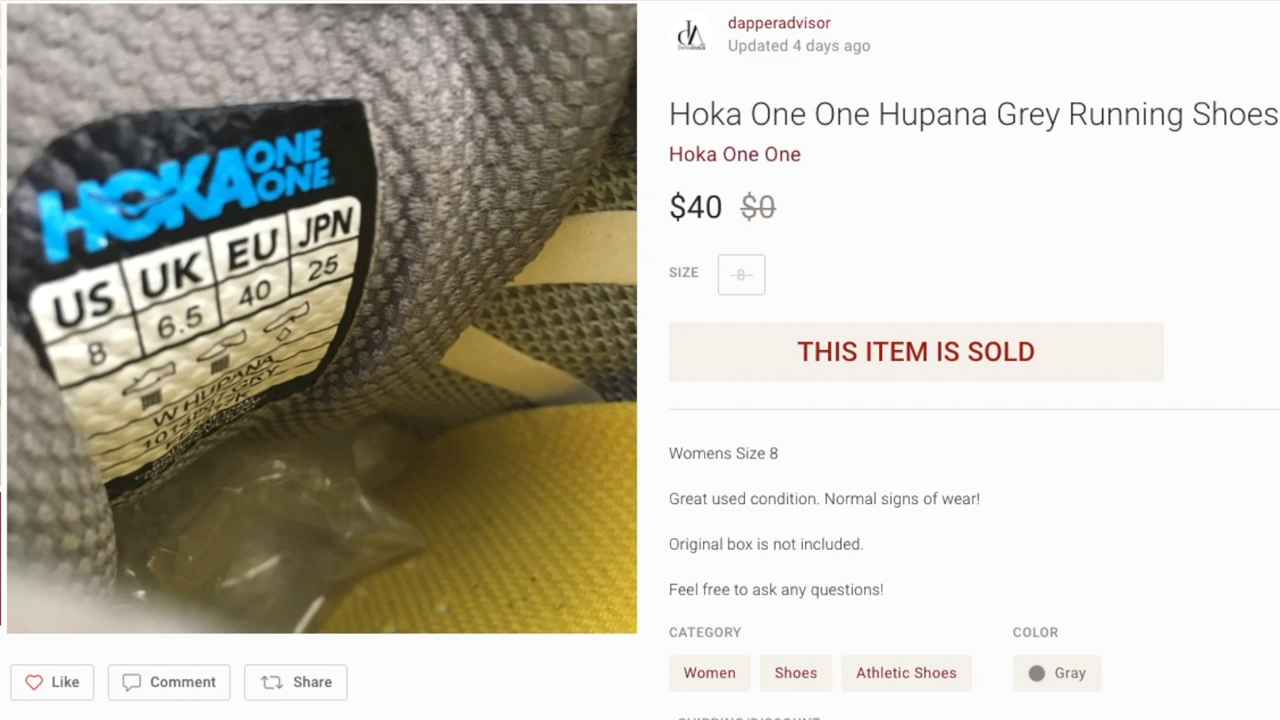 HOKA ONE ONE
US UK EU JPN
8 6.5 40 25
W HUPANA
dapperadvisor
Updated 4 days ago
Hoka One One Hupana Grey Running Shoes
Hoka One One
$40 $0
SIZE 8
THIS ITEM IS SOLD
Womens Size 8
Great used condition. Normal signs of wear!
Original box is not included.
Feel free to ask any questions!
CATEGORY COLOR
Women Shoes Athletic Shoes Gray
Like Comment Share